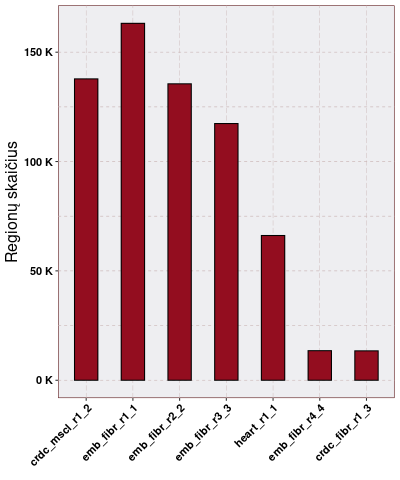 Regionų skaičius
150 K
100 K
50 K
0 K
crdc_mscl_r1_2
emb_fibr_r1_1
emb_fibr_r2_2
emb_fibr_r3_3
heart_r1_1
emb_fibr_r4_4
crdc_fibr_r1_3